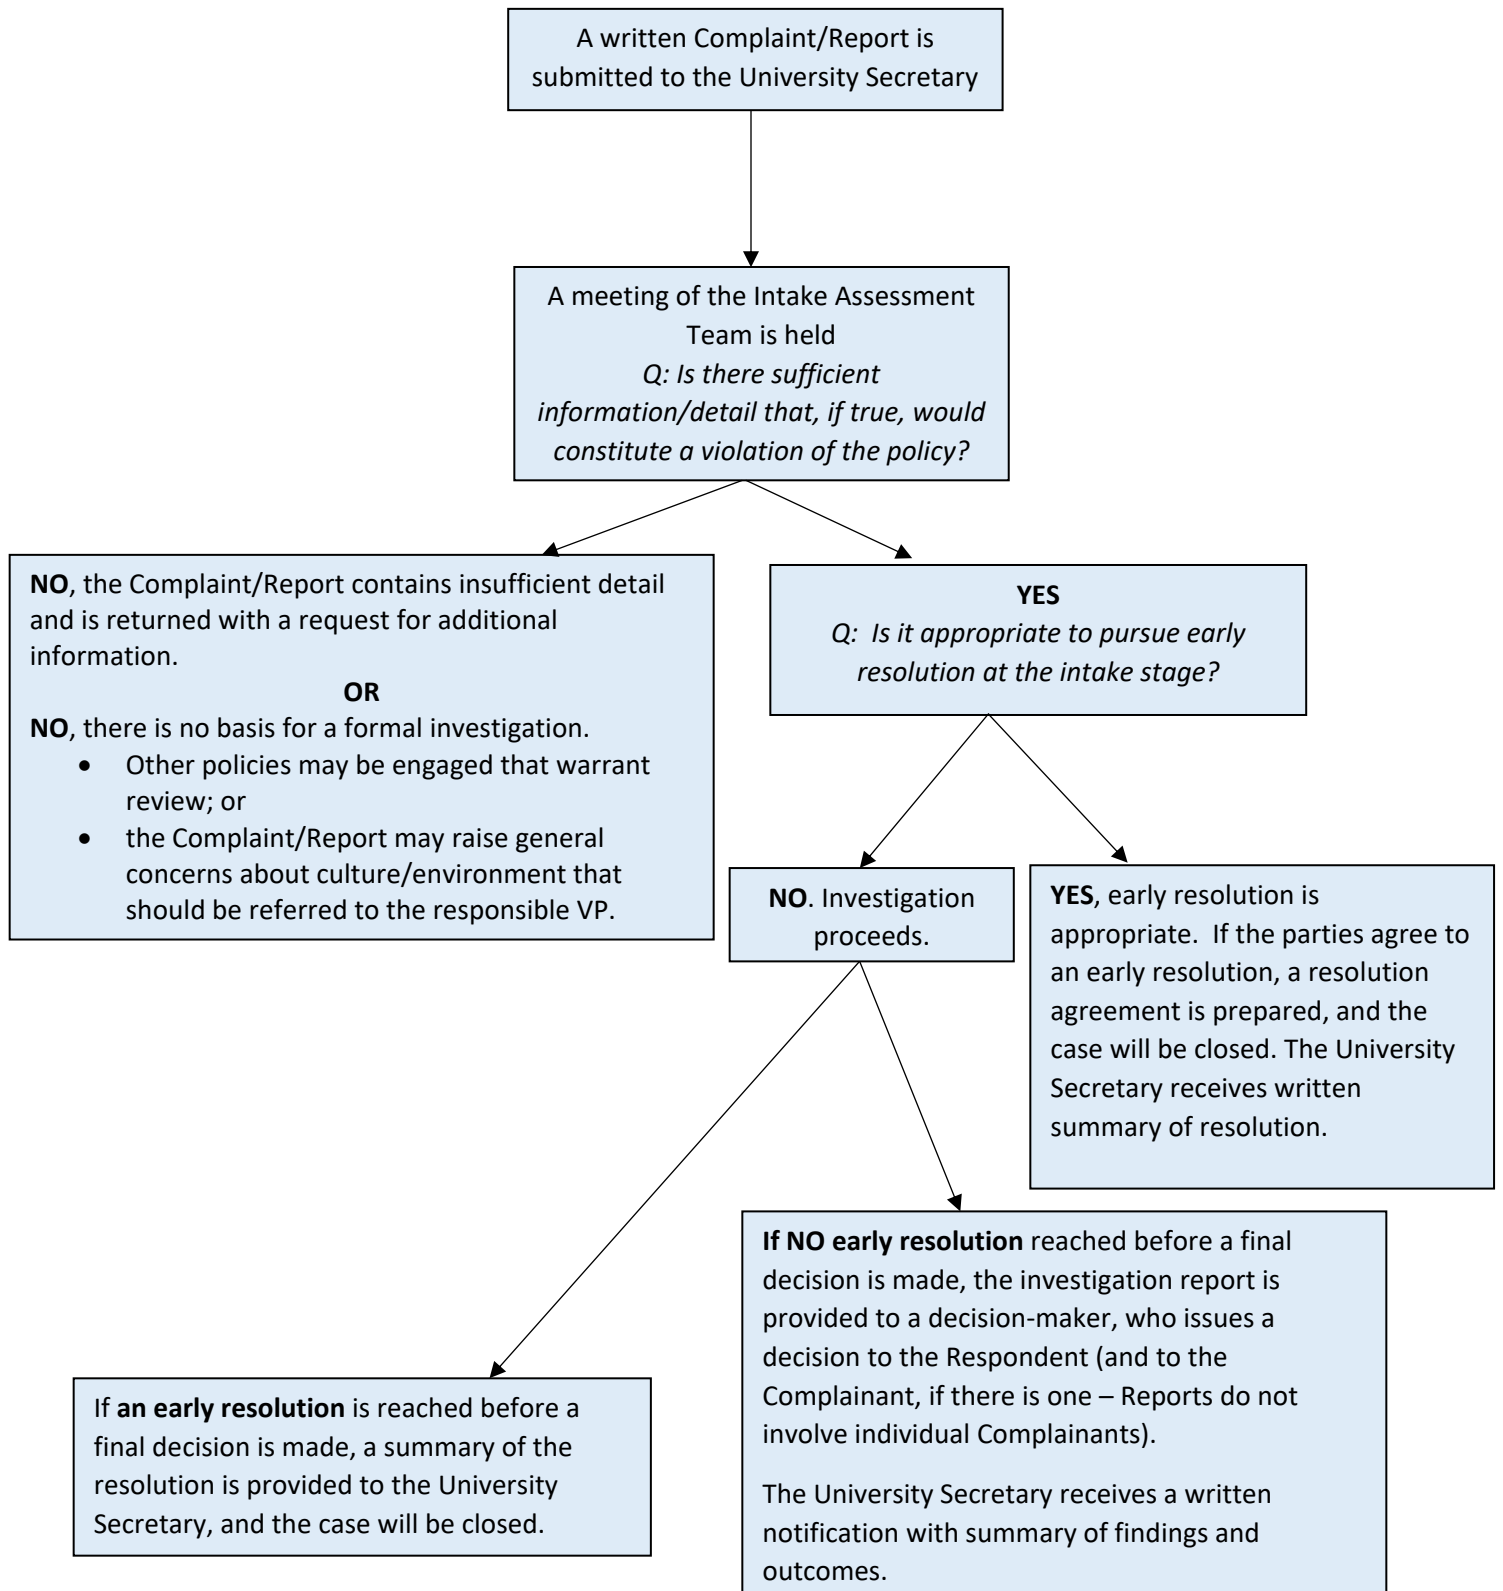 A written Complaint/Report is
submitted to the University Secretary
A meeting of the Intake Assessment
Team is held
Q: Is there sufficient
information/detail that, if true, would
constitute a violation of the policy?
NO, the Complaint/Report contains insufficient detail
and is returned with a request for additional
information.
OR
NO, there is no basis for a formal investigation.
• Other policies may be engaged that warrant
review; or
• the Complaint/Report may raise general
concerns about culture/environment that
should be referred to the responsible VP.
YES
Q: Is it appropriate to pursue early
resolution at the intake stage?
NO. Investigation
proceeds.
YES, early resolution is
appropriate. If the parties agree to
an early resolution, a resolution
agreement is prepared, and the
case will be closed. The University
Secretary receives written
summary of resolution.
If an early resolution is reached before a
final decision is made, a summary of the
resolution is provided to the University
Secretary, and the case will be closed.
If NO early resolution reached before a final
decision is made, the investigation report is
provided to a decision-maker, who issues a
decision to the Respondent (and to the
Complainant, if there is one – Reports do not
involve individual Complainants).
The University Secretary receives a written
notification with summary of findings and
outcomes.